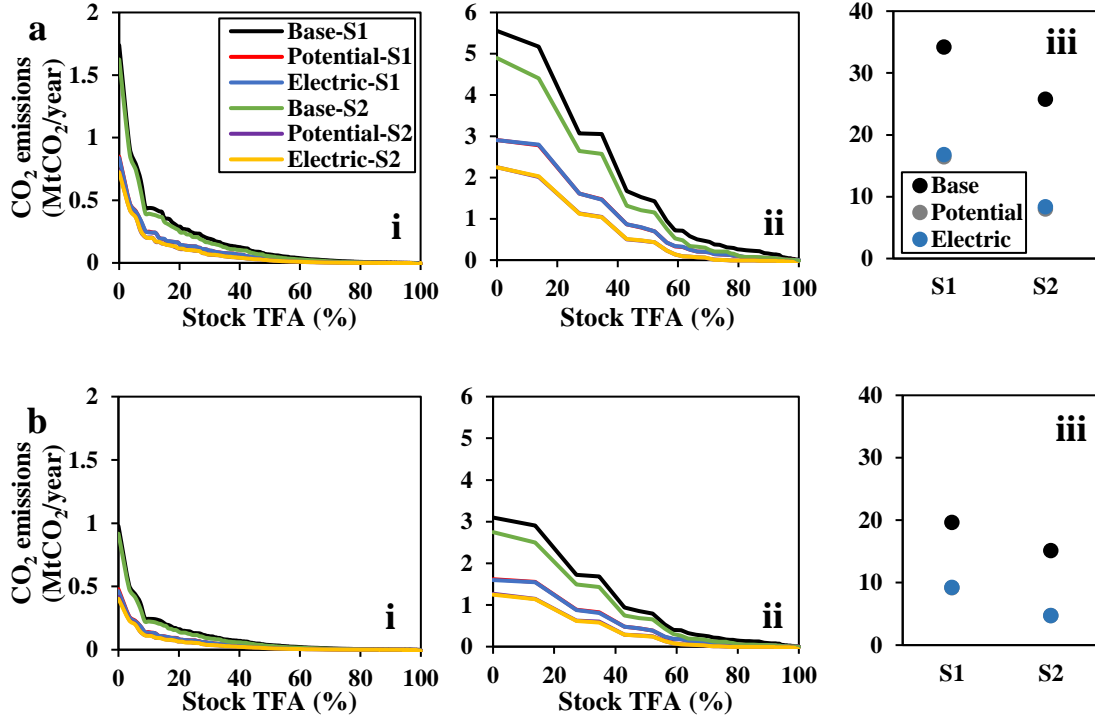 a
CO2 emissions
(MtCO2/year)
2
1.5
1
0.5
0
Base-S1
Potential-S1
Electric-S1
Base-S2
Potential-S2
Electric-S2
i
0 20 40 60 80 100
Stock TFA (%)
6
5
4
3
2
1
0
ii
0 20 40 60 80 100
Stock TFA (%)
40
30
20
10
0
iii
Base
Potential
Electric
S1 S2
b
CO2 emissions
(MtCO2/year)
2
1.5
1
0.5
0
i
0 20 40 60 80 100
Stock TFA (%)
6
5
4
3
2
1
0
ii
0 20 40 60 80 100
Stock TFA (%)
40
30
20
10
0
iii
S1 S2